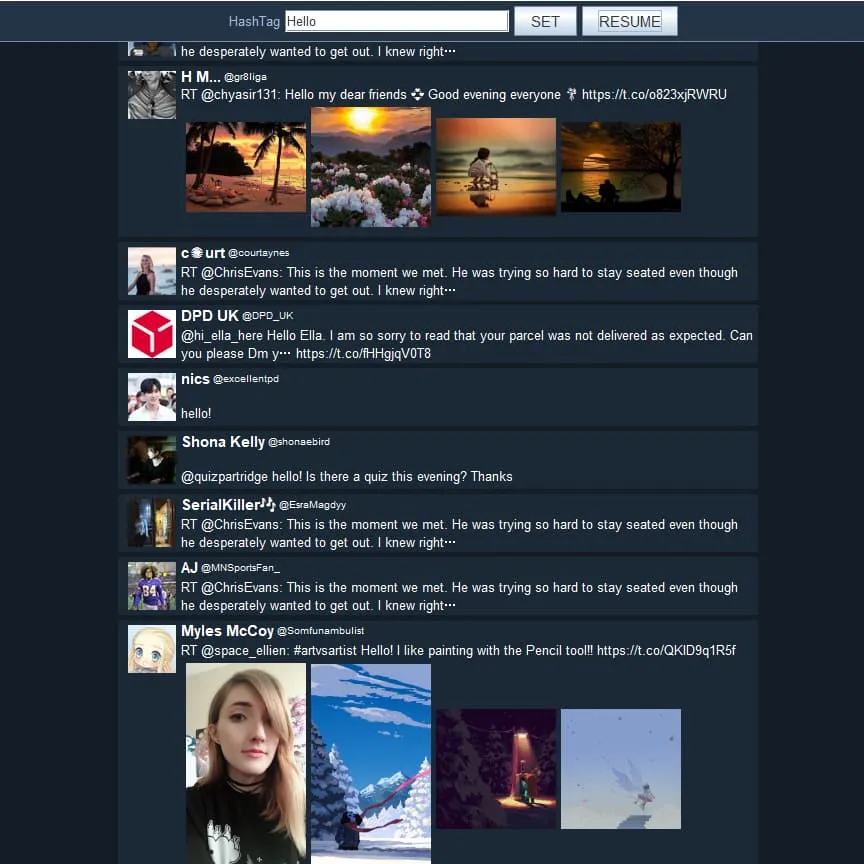 HashTag Hello SET RESUME
he desperately wanted to get out. I knew right···
H M... @gr8liga
RT @chyasir131: Hello my dear friends Good evening everyone https://t.co/o823xjRWRU
c🌀urt @courtaynes
RT @ChrisEvans: This is the moment we met. He was trying so hard to stay seated even though
he desperately wanted to get out. I knew right···
DPD UK @DPD_UK
@hi_ella_here Hello Ella. I am so sorry to read that your parcel was not delivered as expected. Can
you please Dm y··· https://t.co/fHHgjqV0T8
nics @excellentpd
hello!
Shona Kelly @shonaebird
@quizpartridge hello! Is there a quiz this evening? Thanks
SerialKiller🎶 @EsraMagdyy
RT @ChrisEvans: This is the moment we met. He was trying so hard to stay seated even though
he desperately wanted to get out. I knew right···
AJ @MNSportsFan_
84
RT @ChrisEvans: This is the moment we met. He was trying so hard to stay seated even though
he desperately wanted to get out. I knew right···
Myles McCoy @Somfunambulist
RT @space_ellien: #artvsartist Hello! I like painting with the Pencil tool!! https://t.co/QKlD9q1R5f